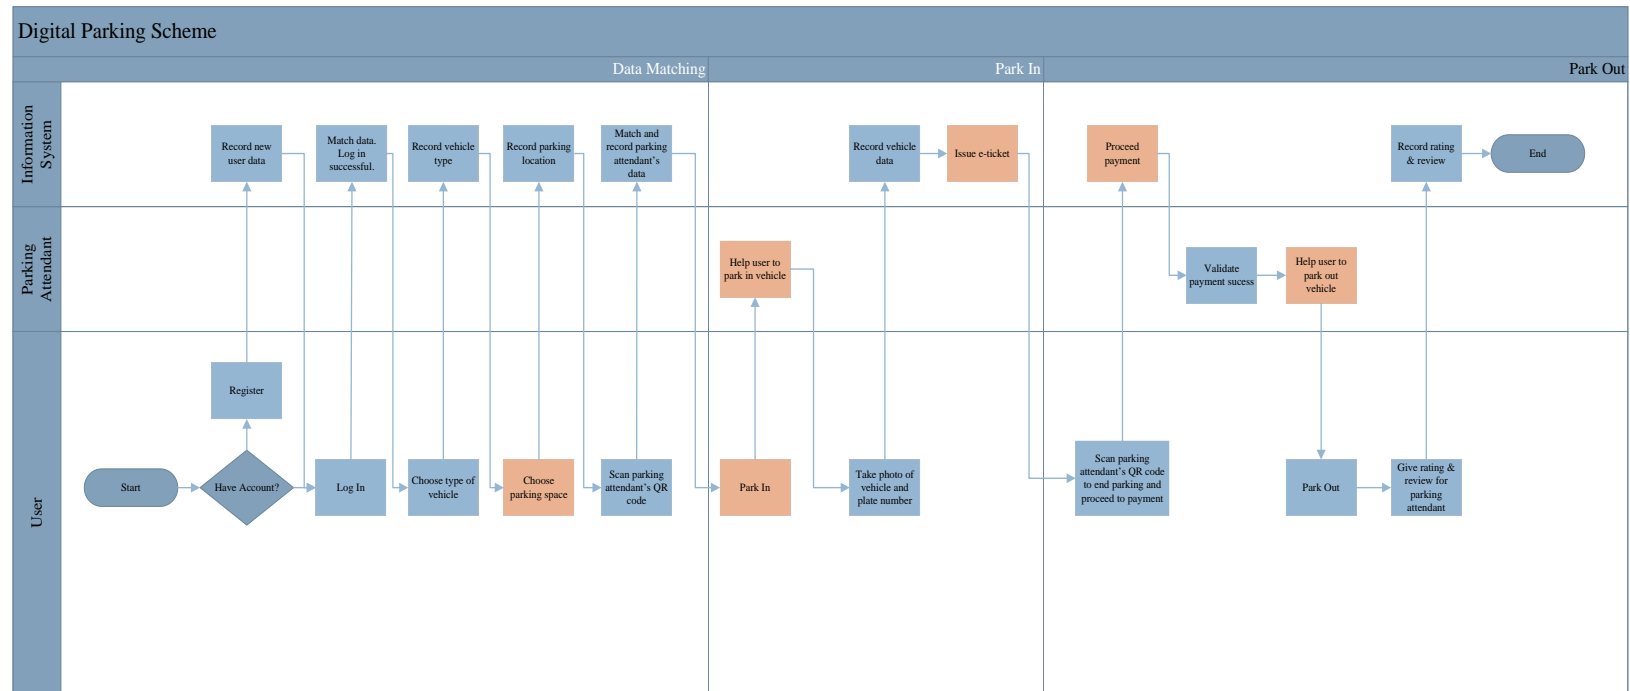 Digital Parking Scheme
Data Matching
Park In
Park Out
Information
System
Record new
user data
Match data.
Log in
successful.
Record vehicle
type
Record parking
location
Match and
record parking
attendant's
data
Record vehicle
data
Issue e-ticket
Proceed
payment
Record rating
& review
End
Parking
Attendant
Help user to
park in vehicle
Validate
payment sucess
Help user to
park out
vehicle
User
Register
Start
Have Account?
Log In
Choose type of
vehicle
Choose
parking space
Scan parking
attendant's QR
code
Park In
Take photo of
vehicle and
plate number
Scan parking
attendant's QR code
to end parking and
proceed to payment
Park Out
Give rating &
review for
parking
attendant